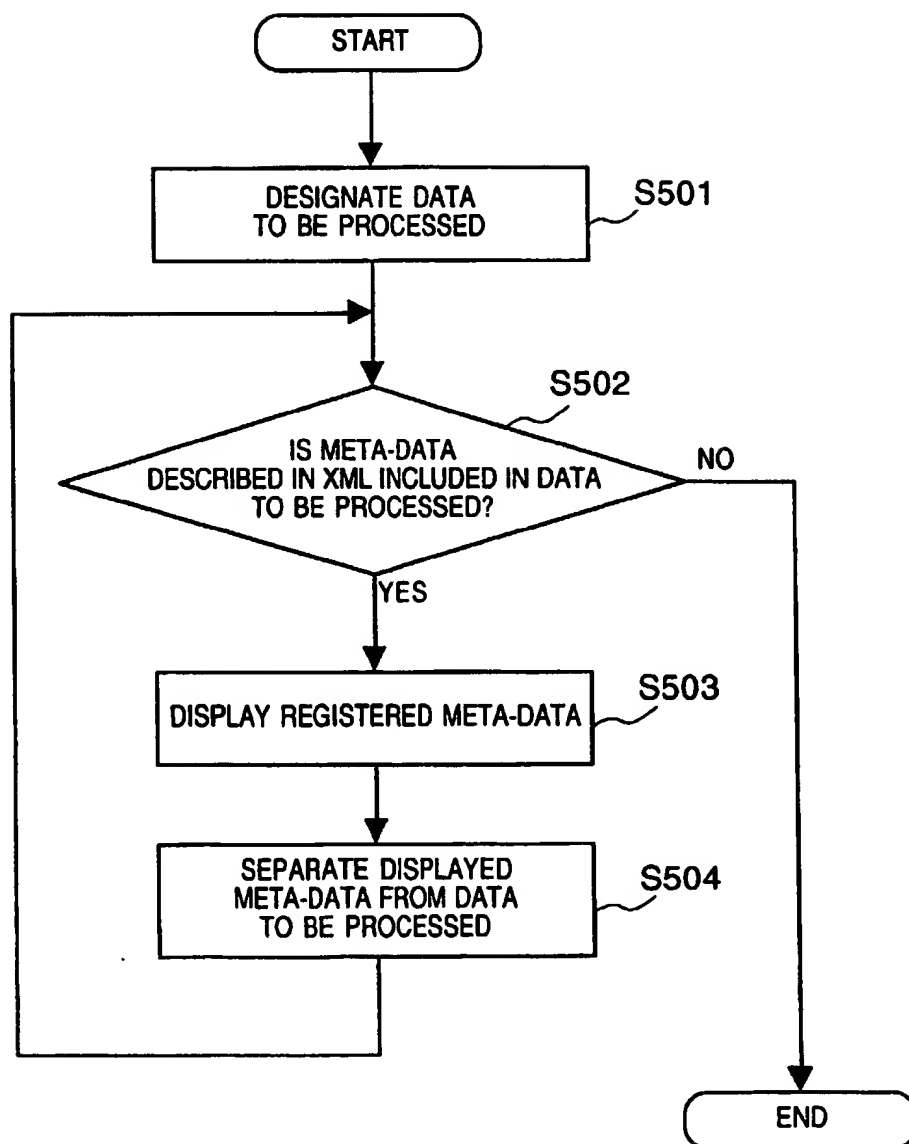 START
DESIGNATE DATA
TO BE PROCESSED
S501
S502
IS META-DATA
DESCRIBED IN XML INCLUDED IN DATA
TO BE PROCESSED?
NO
YES
S503
DISPLAY REGISTERED META-DATA
SEPARATE DISPLAYED
META-DATA FROM DATA
TO BE PROCESSED
S504
END